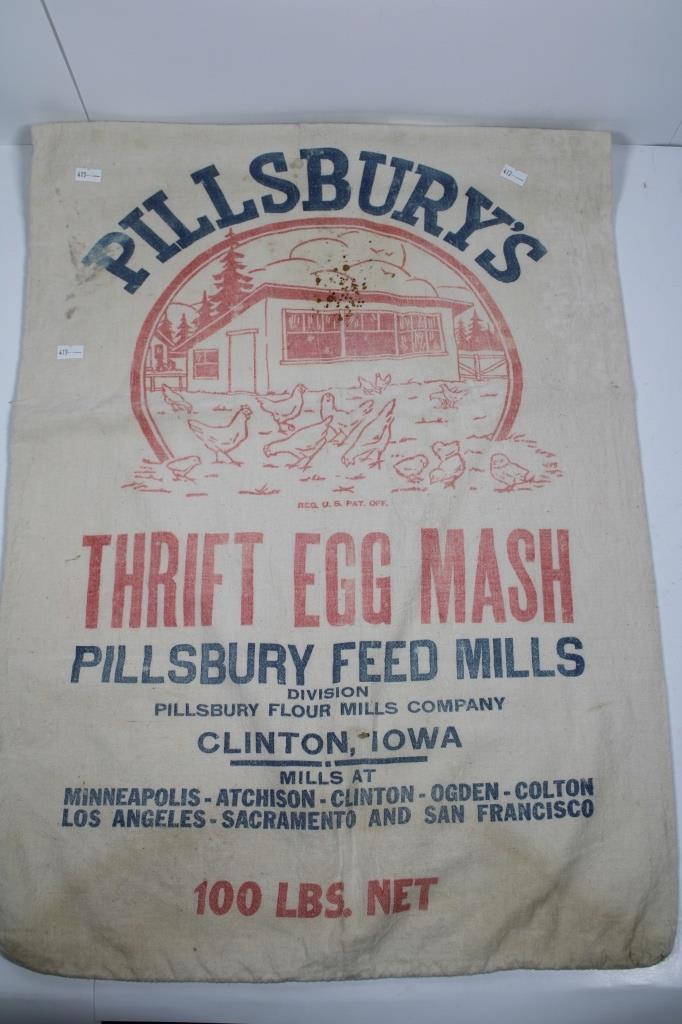 PILLSBURY'S
REG. U. S. PAT. OFF.
THRIFT EGG MASH
PILLSBURY FEED MILLS
DIVISION
PILLSBURY FLOUR MILLS COMPANY
CLINTON, IOWA
MILLS AT
MINNEAPOLIS - ATCHISON - CLINTON - OGDEN - COLTON
LOS ANGELES - SACRAMENTO AND SAN FRANCISCO
100 LBS. NET